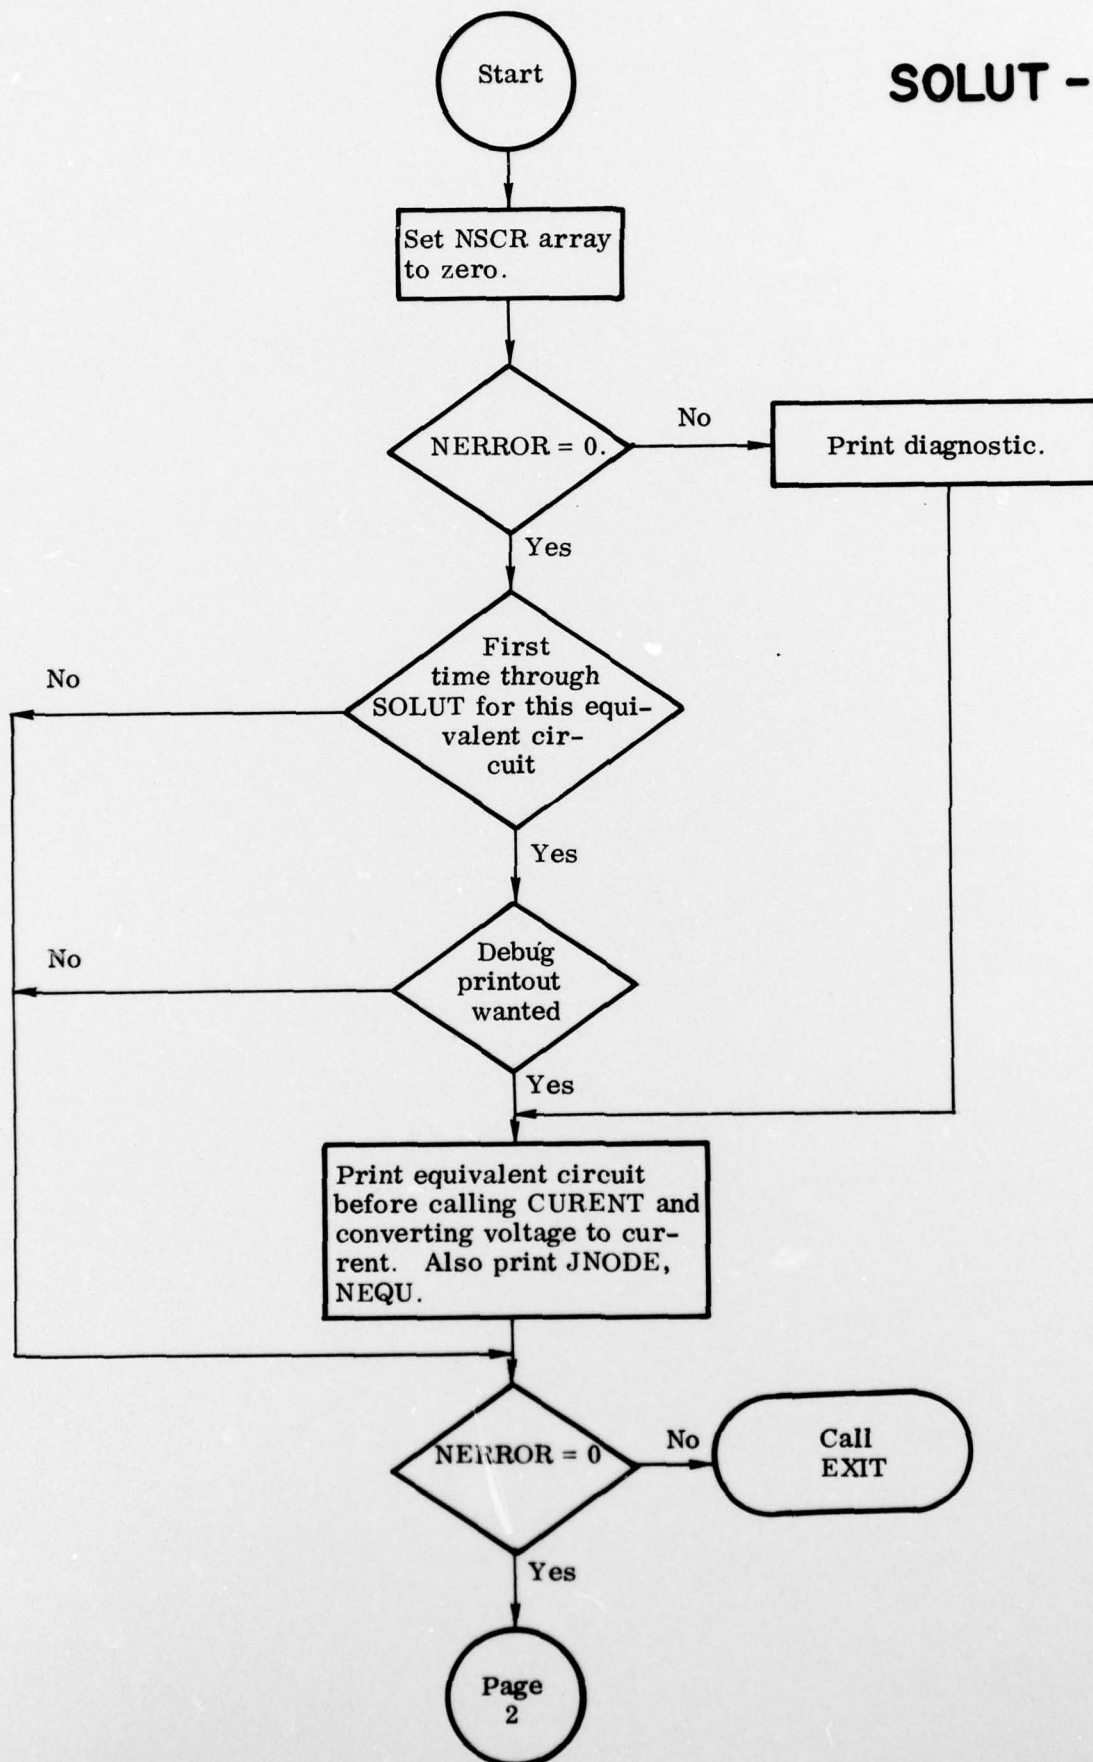 SOLUT -
Start
Set NSCR array
to zero.
NERROR = 0.
No
Print diagnostic.
Yes
First
time through
SOLUT for this equi-
valent cir-
cuit
No
Yes
Debug
printout
wanted
No
Yes
Print equivalent circuit
before calling CURENT and
converting voltage to cur-
rent. Also print JNODE,
NEQU.
NERROR = 0
No
Call
EXIT
Yes
Page
2